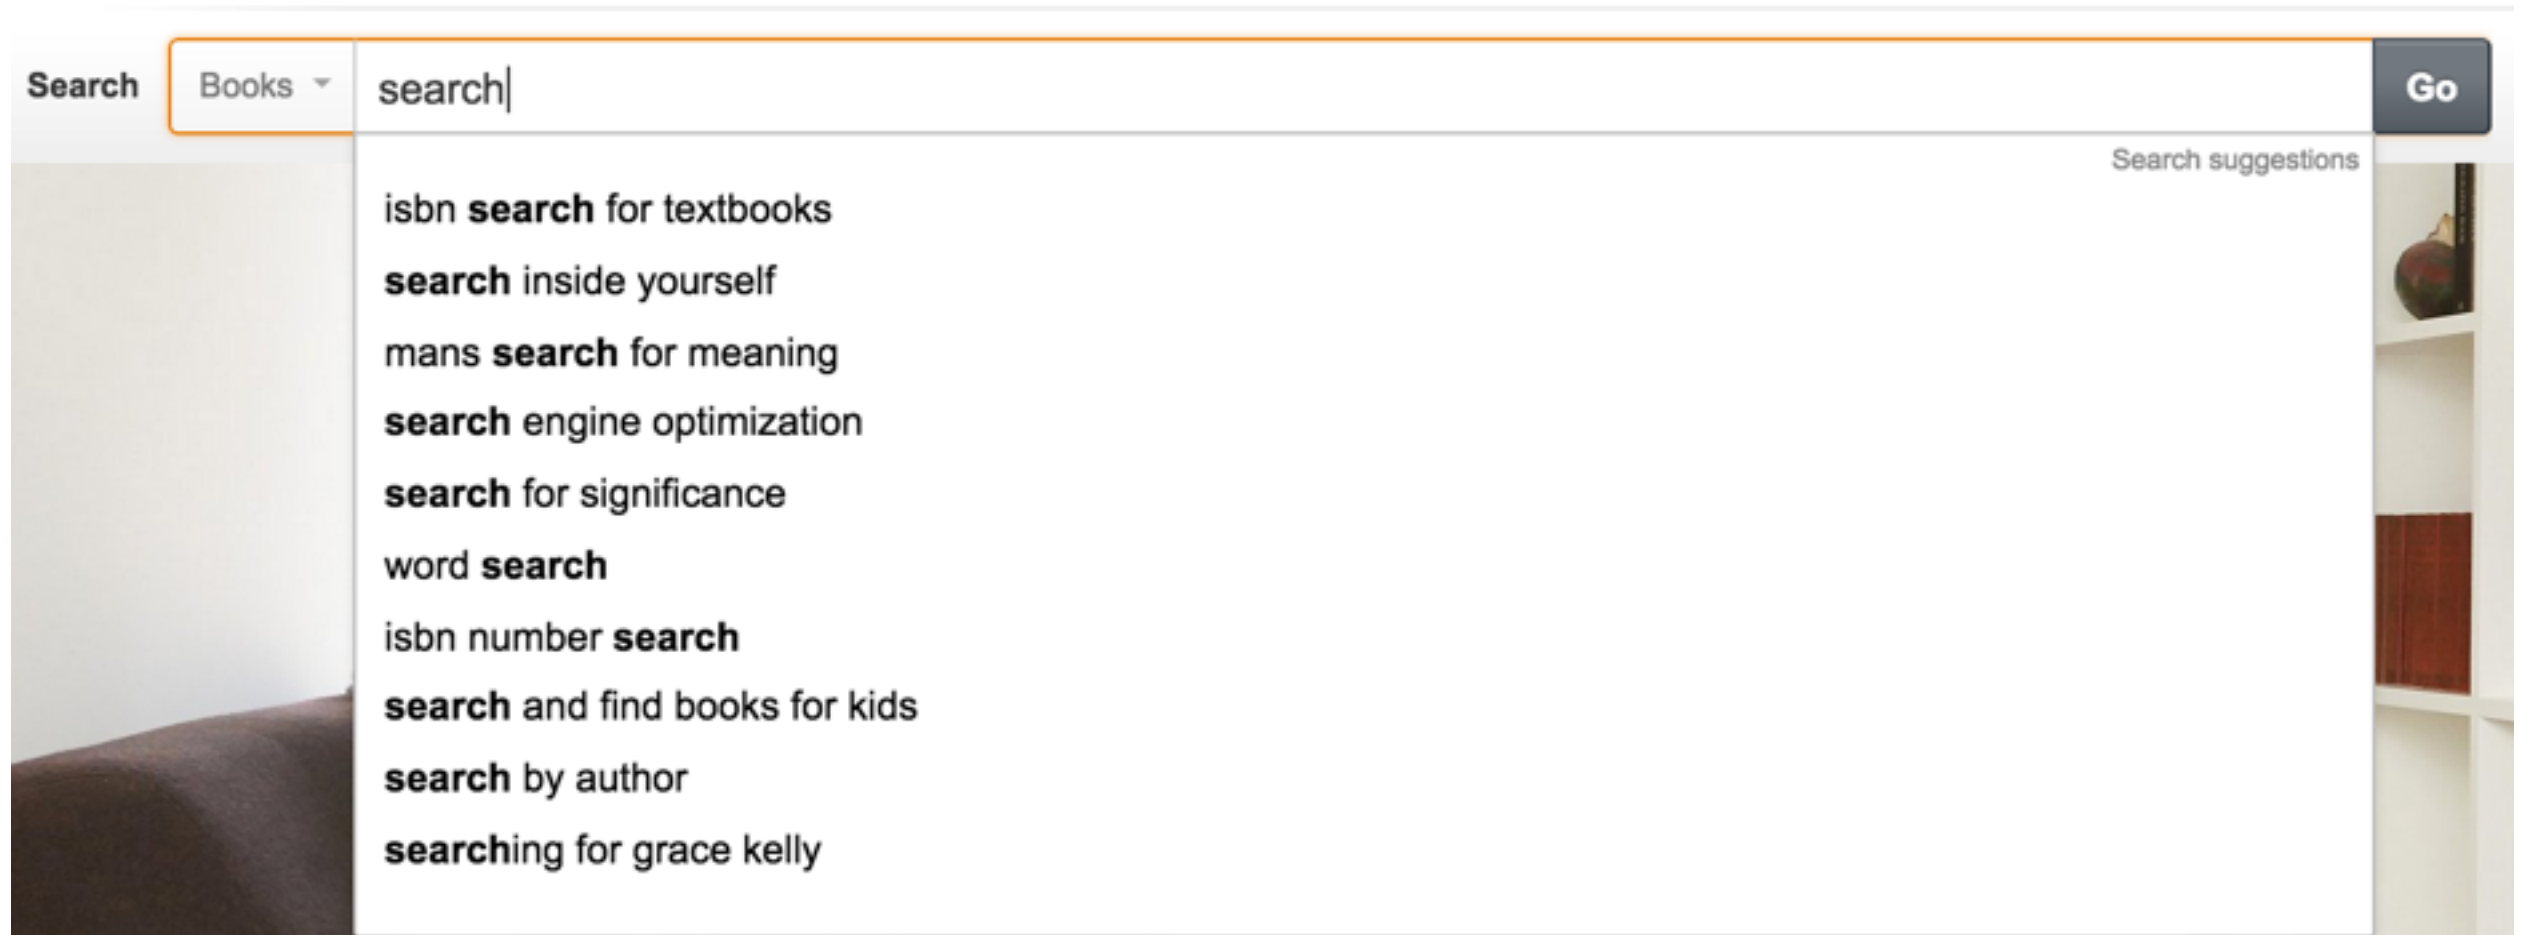 Search Books search Go
Search suggestions
isbn search for textbooks
search inside yourself
mans search for meaning
search engine optimization
search for significance
word search
isbn number search
search and find books for kids
search by author
searching for grace kelly